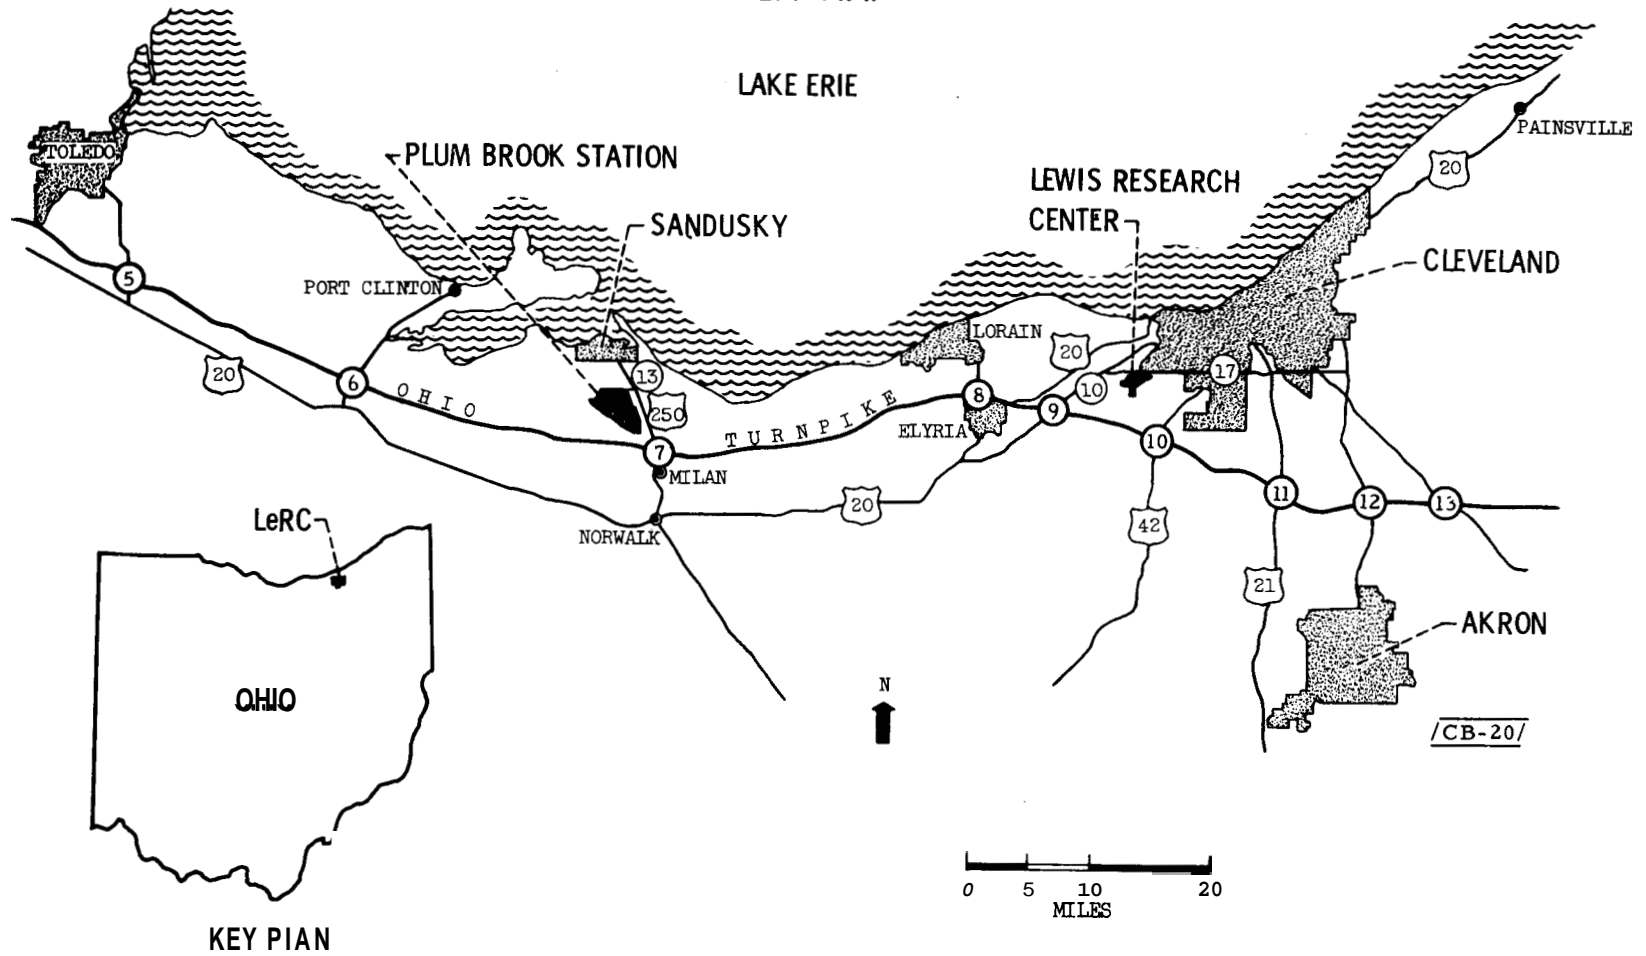 LAKE ERIE
PAINSVILLE
TOLEDO
PLUM BROOK STATION
20
LEWIS RESEARCH
CENTER
SANDUSKY
CLEVELAND
5
PORT CLINTON
LORAIN
20
20
6
13
17
10
OHIO
250
8
9
TURNPIKE
ELYRIA
10
7
MILAN
11
12
13
20
LeRC
42
NORWALK
21
AKRON
N
OHIO
/CB-20/
0 5 10 20
MILES
KEY PIAN